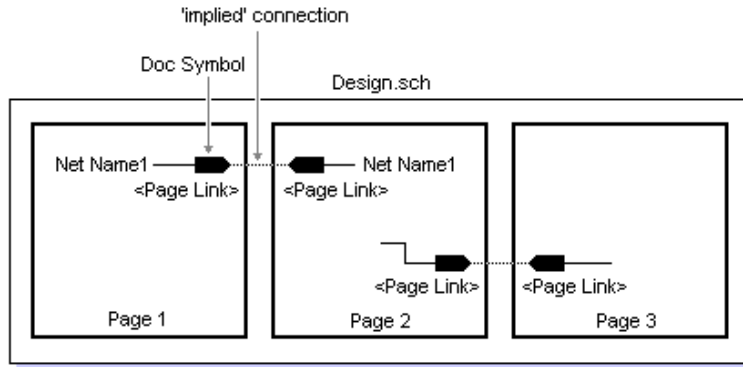 'implied' connection
Doc Symbol
Design.sch
Net Name1
<Page Link>
<Page Link>
Net Name1
<Page Link>
<Page Link>
Page 1
Page 2
Page 3